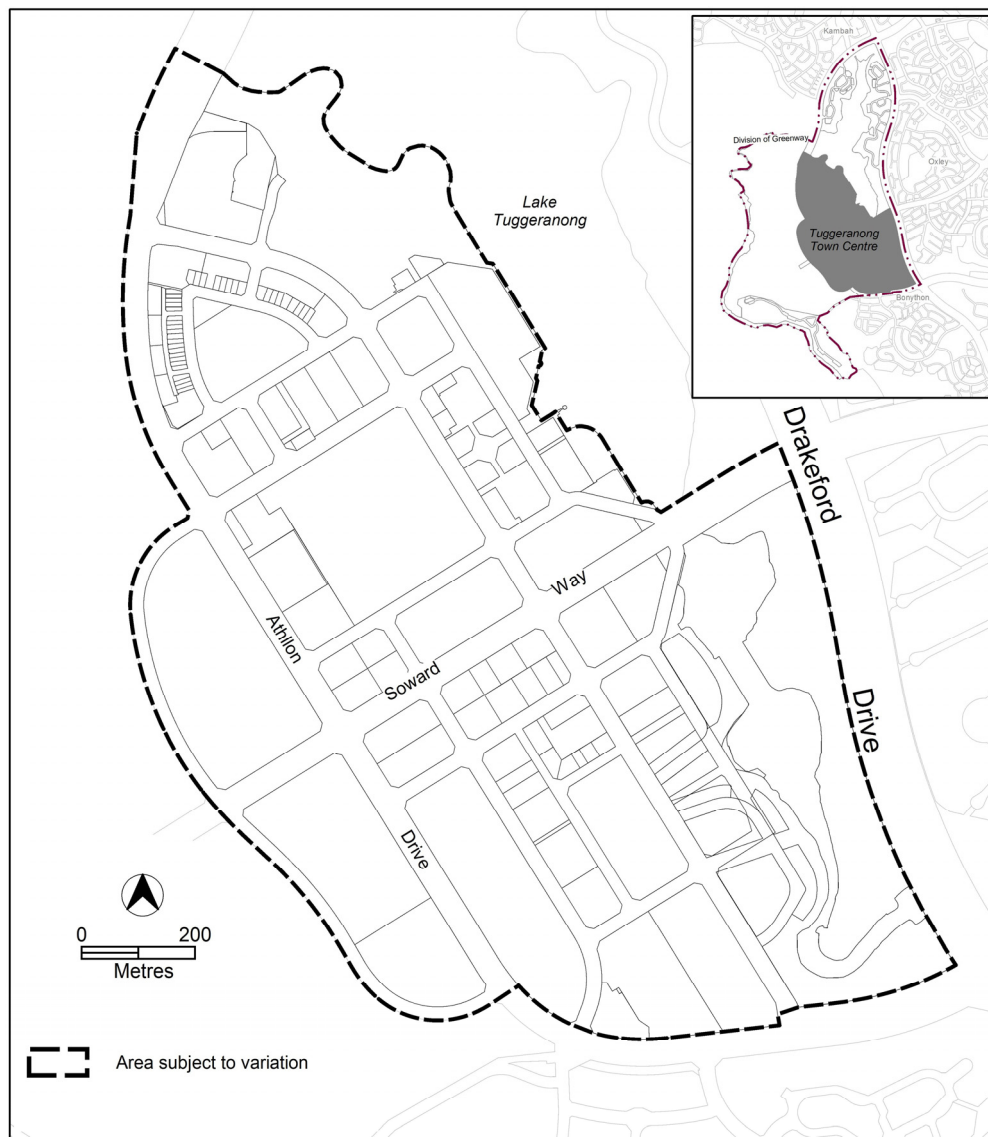 Kambah
Division of Greenway
Oxley
Tuggeranong
Town Centre
Bonython
Lake
Tuggeranong
Drakeford
Drive
Way
Soward
Athllon
Drive
0 200
Metres
Area subject to variation